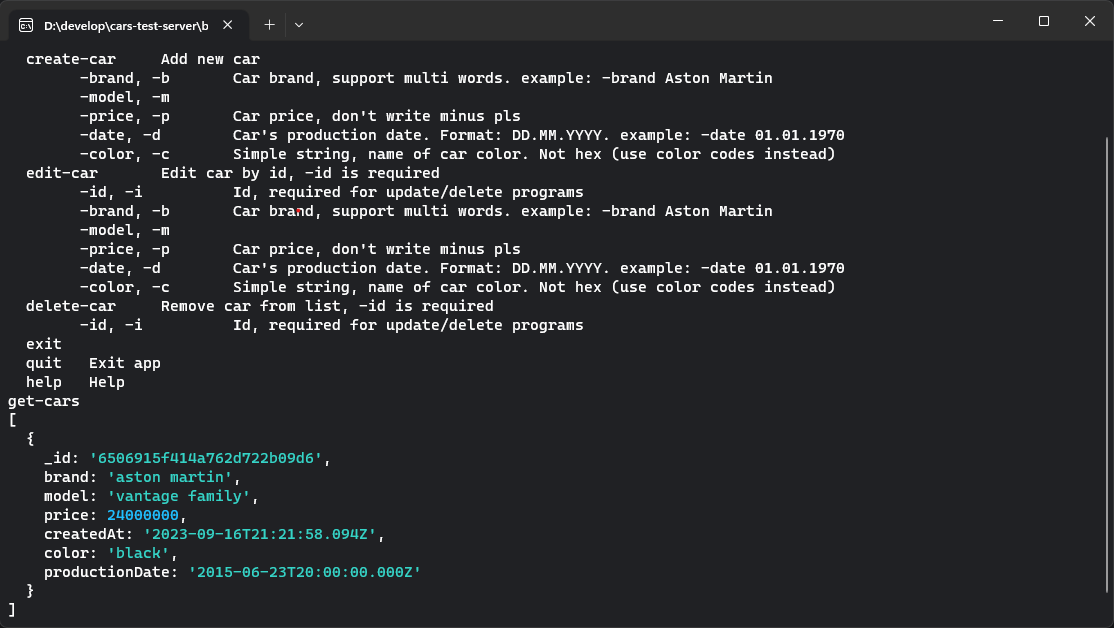 D:\develop\cars-test-server\b
create-car     Add new car
-brand, -b       Car brand, support multi words. example: -brand Aston Martin
-model, -m
-price, -p       Car price, don't write minus pls
-date, -d        Car's production date. Format: DD.MM.YYYY. example: -date 01.01.1970
-color, -c       Simple string, name of car color. Not hex (use color codes instead)
edit-car       Edit car by id, -id is required
-id, -i          Id, required for update/delete programs
-brand, -b       Car brand, support multi words. example: -brand Aston Martin
-model, -m
-price, -p       Car price, don't write minus pls
-date, -d        Car's production date. Format: DD.MM.YYYY. example: -date 01.01.1970
-color, -c       Simple string, name of car color. Not hex (use color codes instead)
delete-car     Remove car from list, -id is required
-id, -i          Id, required for update/delete programs
exit
quit   Exit app
help   Help
get-cars
[
{
_id: '6506915f414a762d722b09d6',
brand: 'aston martin',
model: 'vantage family',
price: 24000000,
createdAt: '2023-09-16T21:21:58.094Z',
color: 'black',
productionDate: '2015-06-23T20:00:00.000Z'
}
]